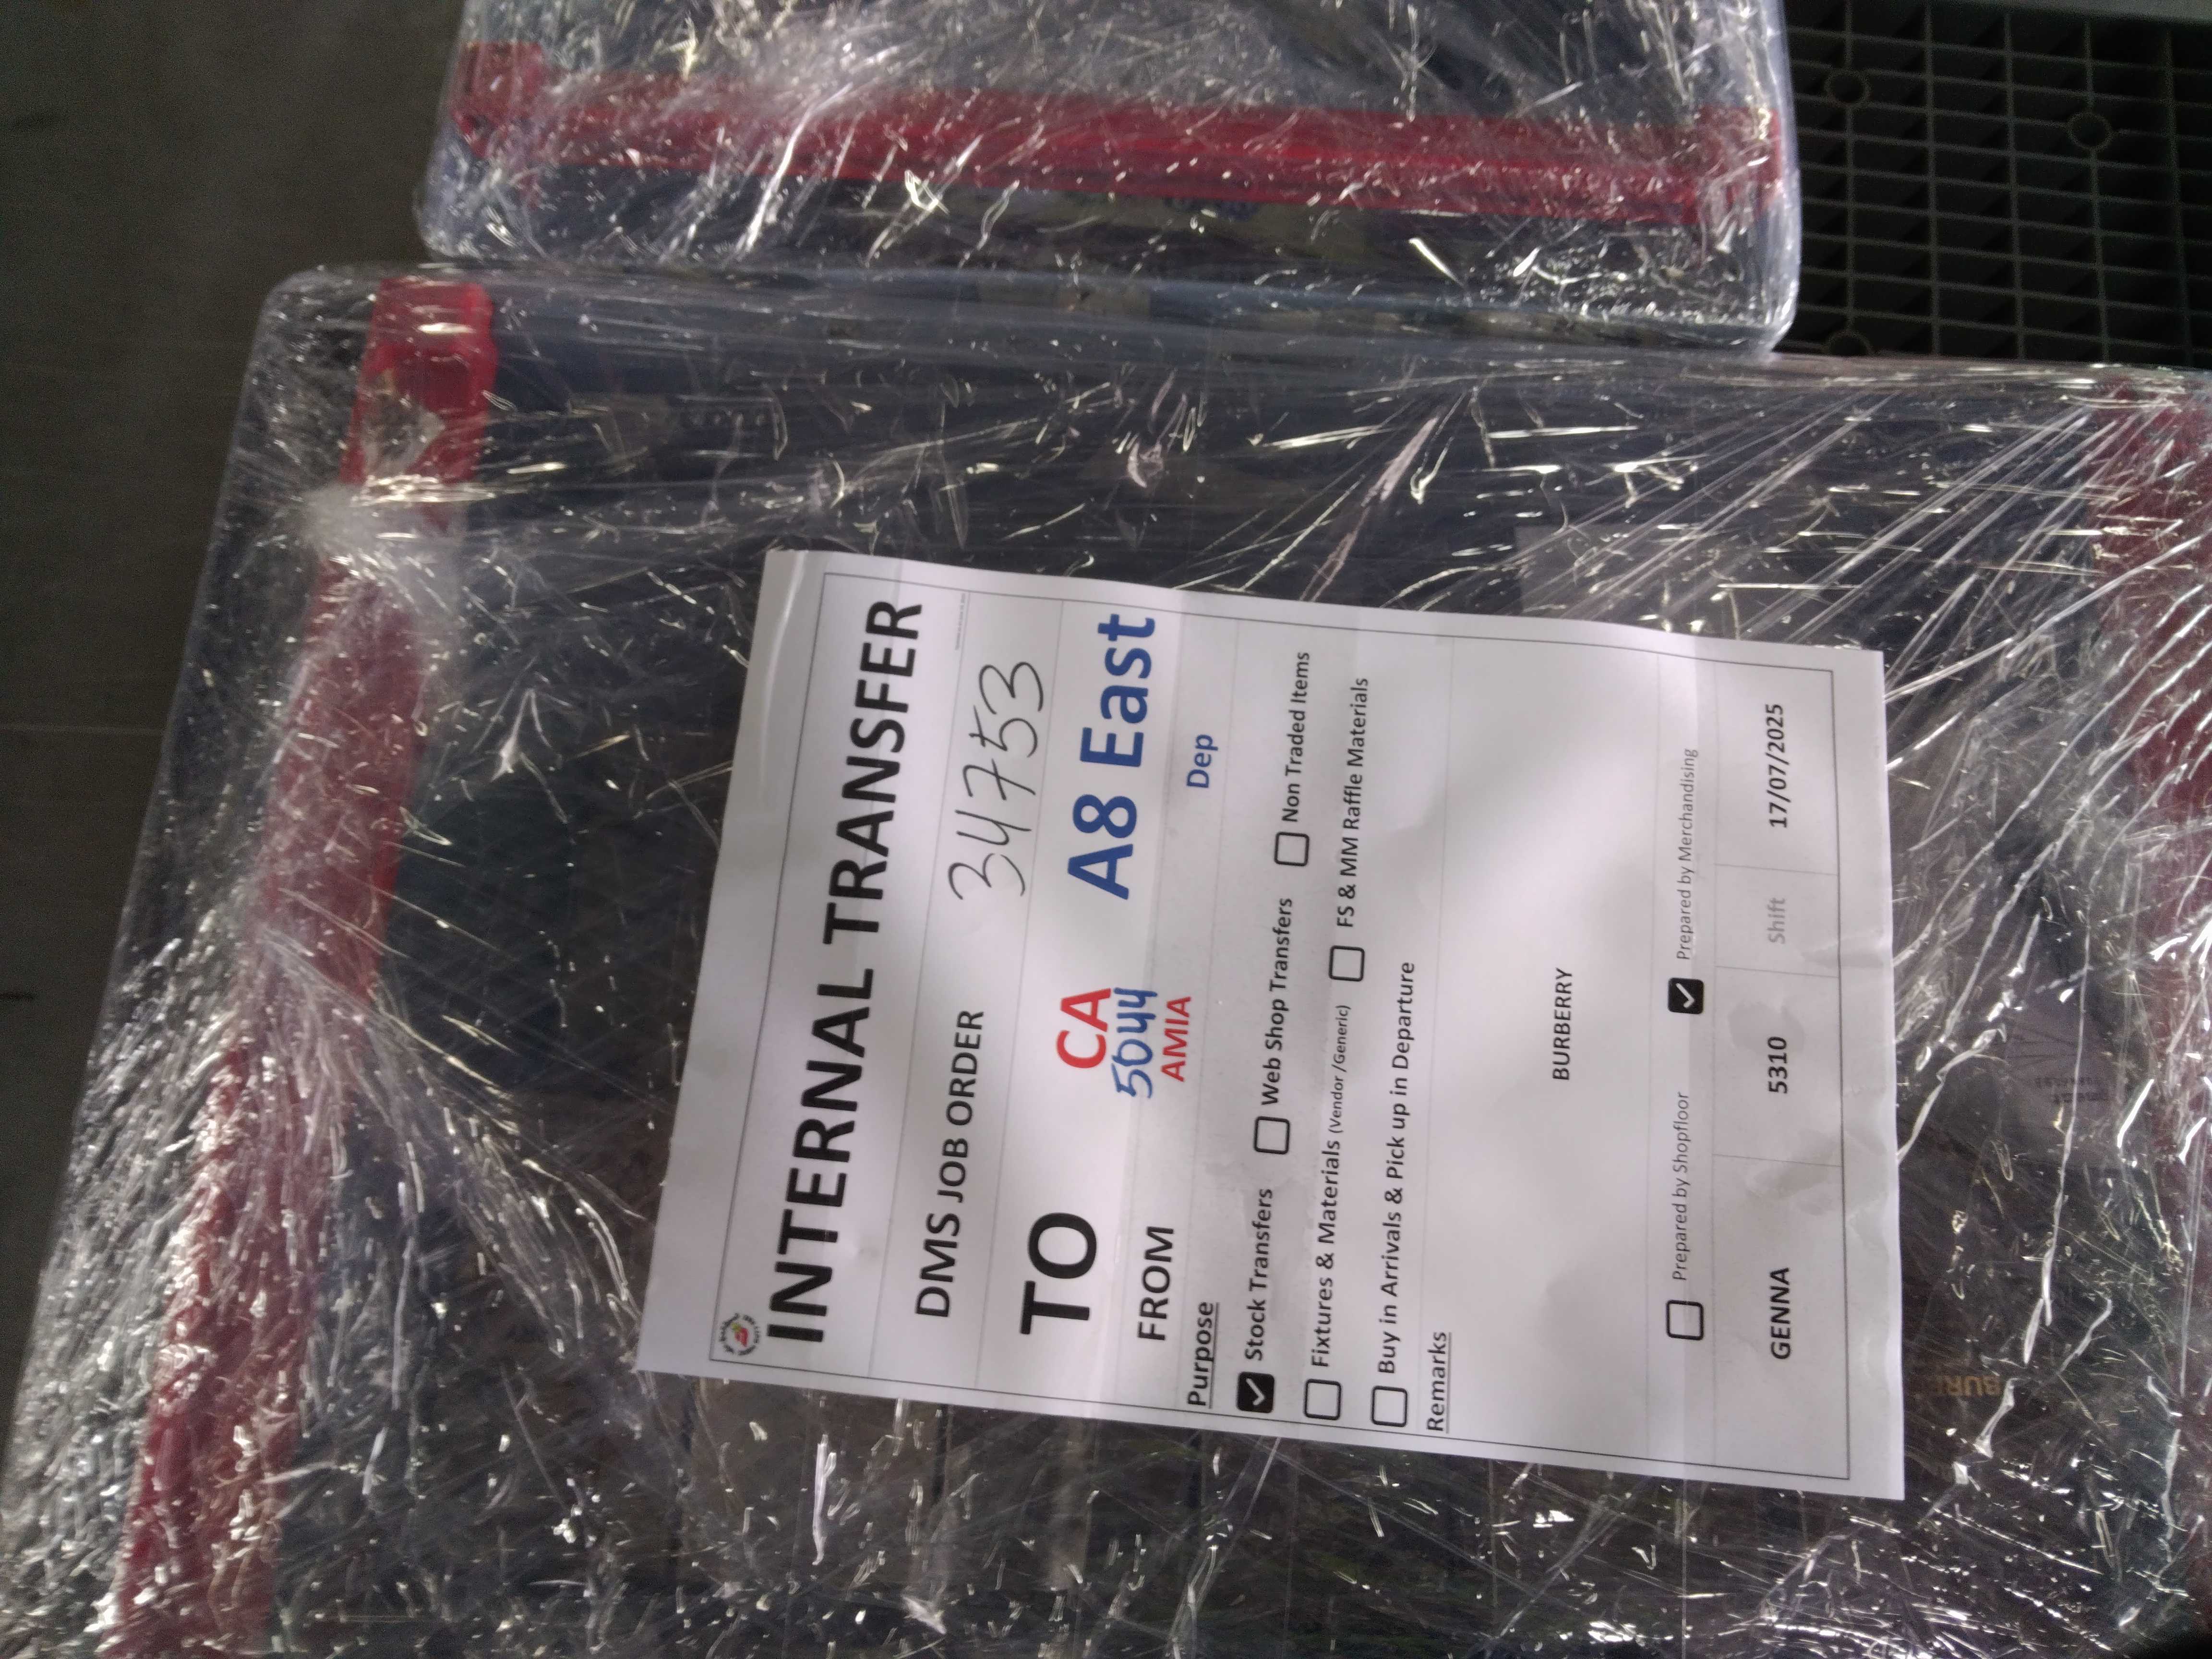 INTERNAL TRANSFER
DMS JOB ORDER 34753
TO CA A8 East
5044
FROM AMIA Dep
Purpose
Stock Transfers Web Shop Transfers Non Traded Items
Fixtures & Materials (Vendor /Generic) FS & MM Raffle Materials
Buy in Arrivals & Pick up in Departure
Remarks
BURBERRY
Prepared by Shopfloor Prepared by Merchandising
GENNA 5310 Shift 17/07/2025